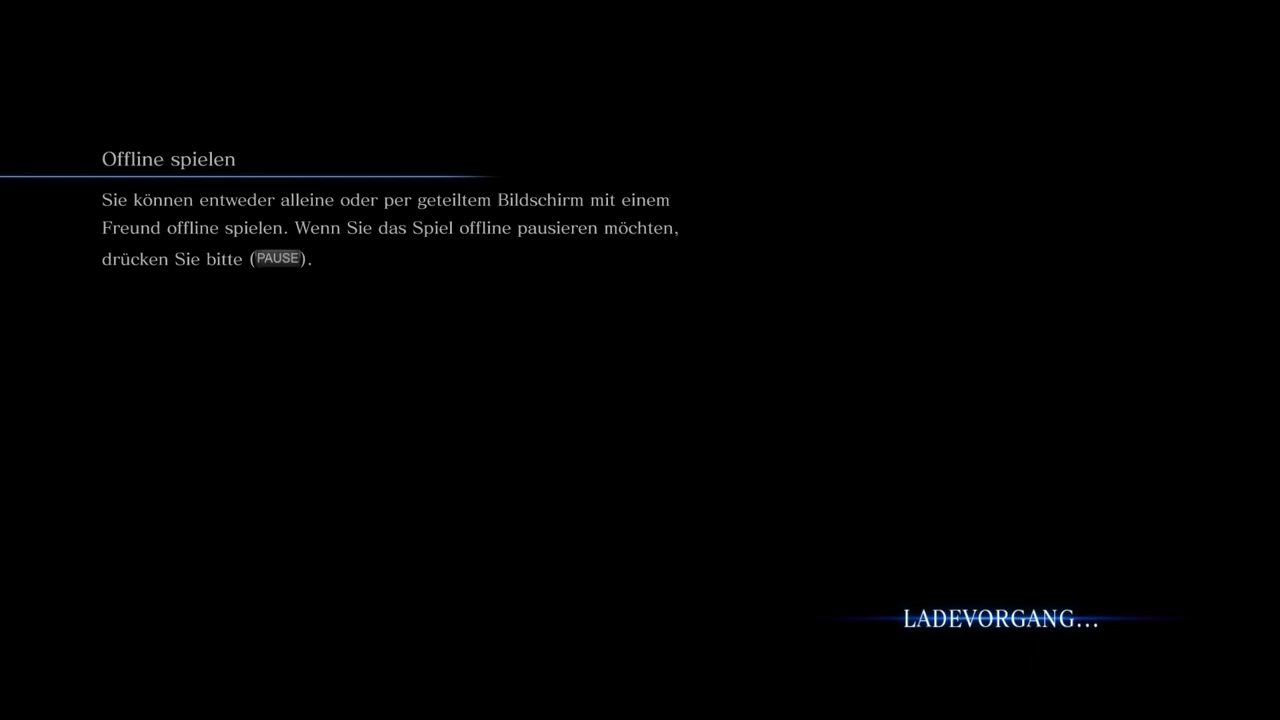 Offline spielen
Sie können entweder alleine oder per geteiltem Bildschirm mit einem
Freund offline spielen. Wenn Sie das Spiel offline pausieren möchten,
drücken Sie bitte (PAUSE).
LADEVORGANG...